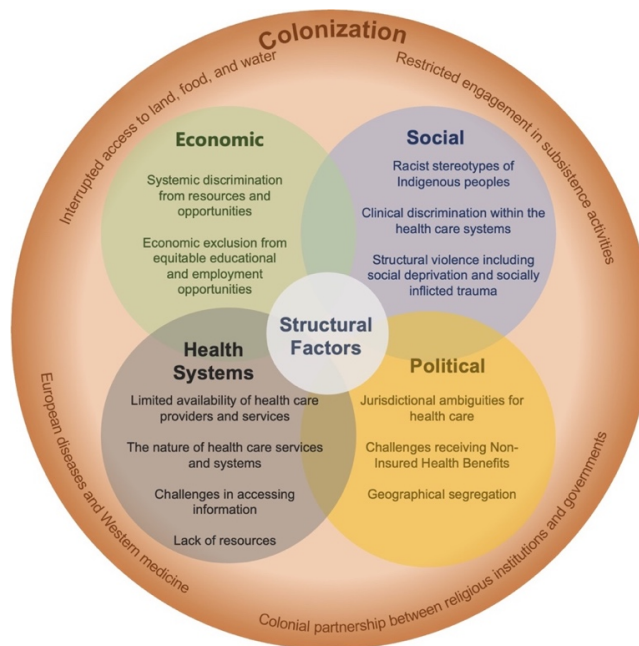 Colonization
Interrupted access to land, food, and water
Restricted engagement in subsistence activities
Economic
Systemic discrimination
from resources and
opportunities
Economic exclusion from
equitable educational
and employment
opportunities
Social
Racist stereotypes of
Indigenous peoples
Clinical discrimination within the
health care systems
Structural violence including
social deprivation and socially
inflicted trauma
Structural
Factors
Health
Systems
Limited availability of health care
providers and services
The nature of health care services
and systems
Challenges in accessing
information
Lack of resources
Political
Jurisdictional ambiguities for
health care
Challenges receiving Non-
Insured Health Benefits
Geographical segregation
European diseases and Western medicine
Colonial partnership between religious institutions and governments